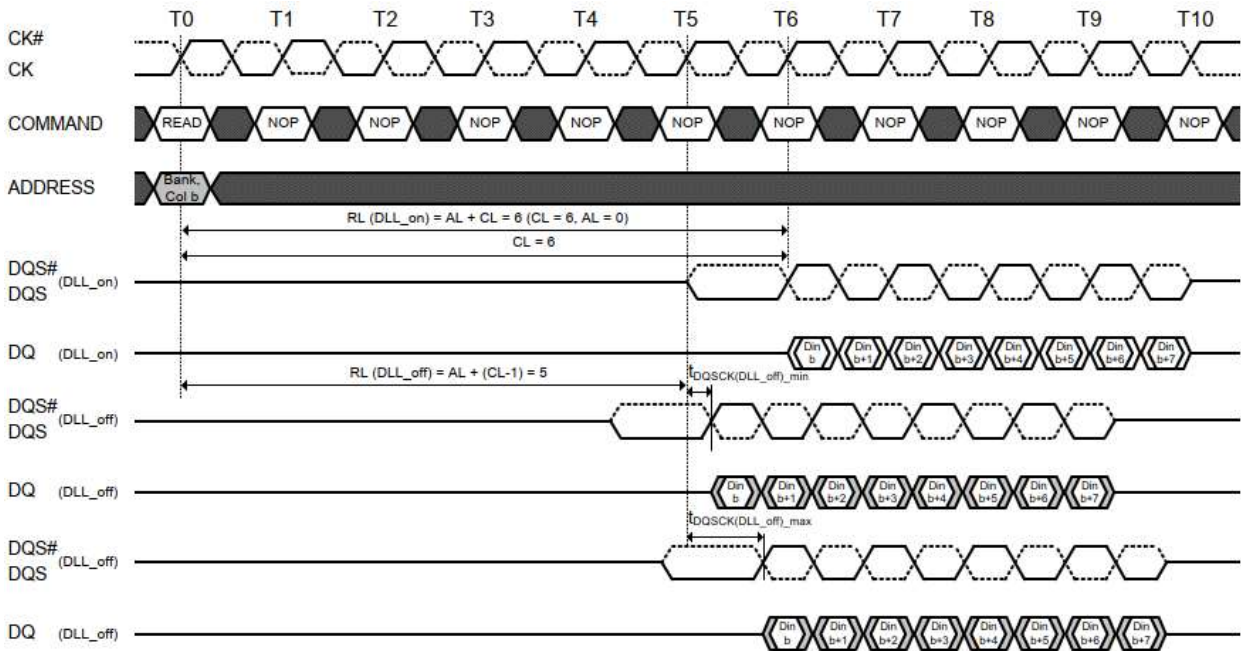 T0 T1 T2 T3 T4 T5 T6 T7 T8 T9 T10
CK#
CK
COMMAND READ NOP NOP NOP NOP NOP NOP NOP NOP NOP NOP
ADDRESS Bank,
Col b
RL (DLL_on) = AL + CL = 6 (CL = 6, AL = 0)
CL = 6
DQS# (DLL_on)
DQS
DQ (DLL_on) Din b Din b+1 Din b+2 Din b+3 Din b+4 Din b+5 Din b+6 Din b+7
RL (DLL_off) = AL + (CL-1) = 5 tDQSCK(DLL_off)_min
DQS# (DLL_off)
DQS
DQ (DLL_off) Din b Din b+1 Din b+2 Din b+3 Din b+4 Din b+5 Din b+6 Din b+7
tDQSCK(DLL_off)_max
DQS# (DLL_off)
DQS
DQ (DLL_off) Din b Din b+1 Din b+2 Din b+3 Din b+4 Din b+5 Din b+6 Din b+7